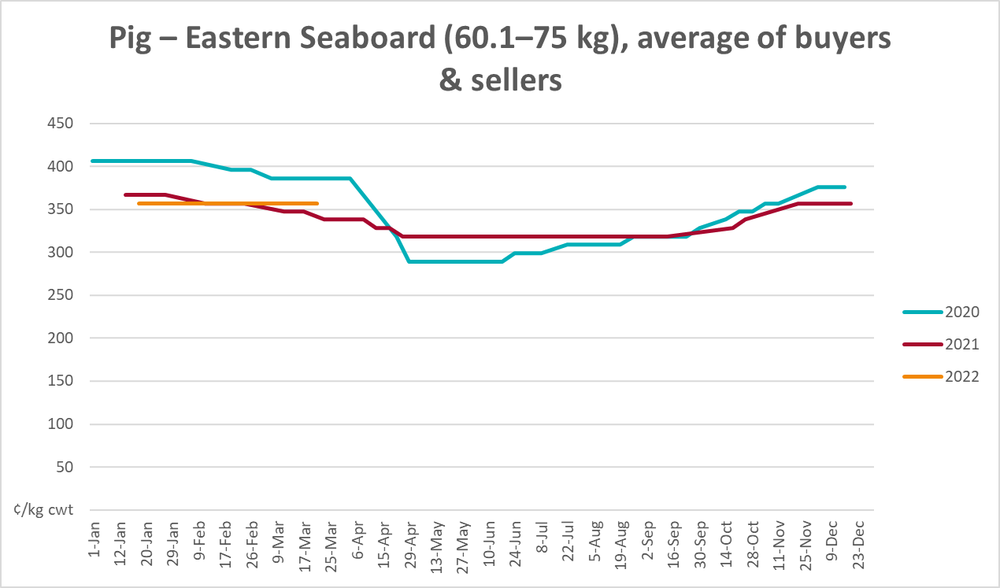 Pig – Eastern Seaboard (60.1–75 kg), average of buyers
& sellers
450
400
350
300
250
200
150
100
50
¢/kg cwt
1-Jan
12-Jan
20-Jan
29-Jan
9-Feb
17-Feb
26-Feb
9-Mar
17-Mar
25-Mar
6-Apr
15-Apr
29-Apr
13-May
27-May
10-Jun
24-Jun
8-Jul
22-Jul
5-Aug
19-Aug
2-Sep
16-Sep
30-Sep
14-Oct
28-Oct
11-Nov
25-Nov
9-Dec
23-Dec
2020
2021
2022